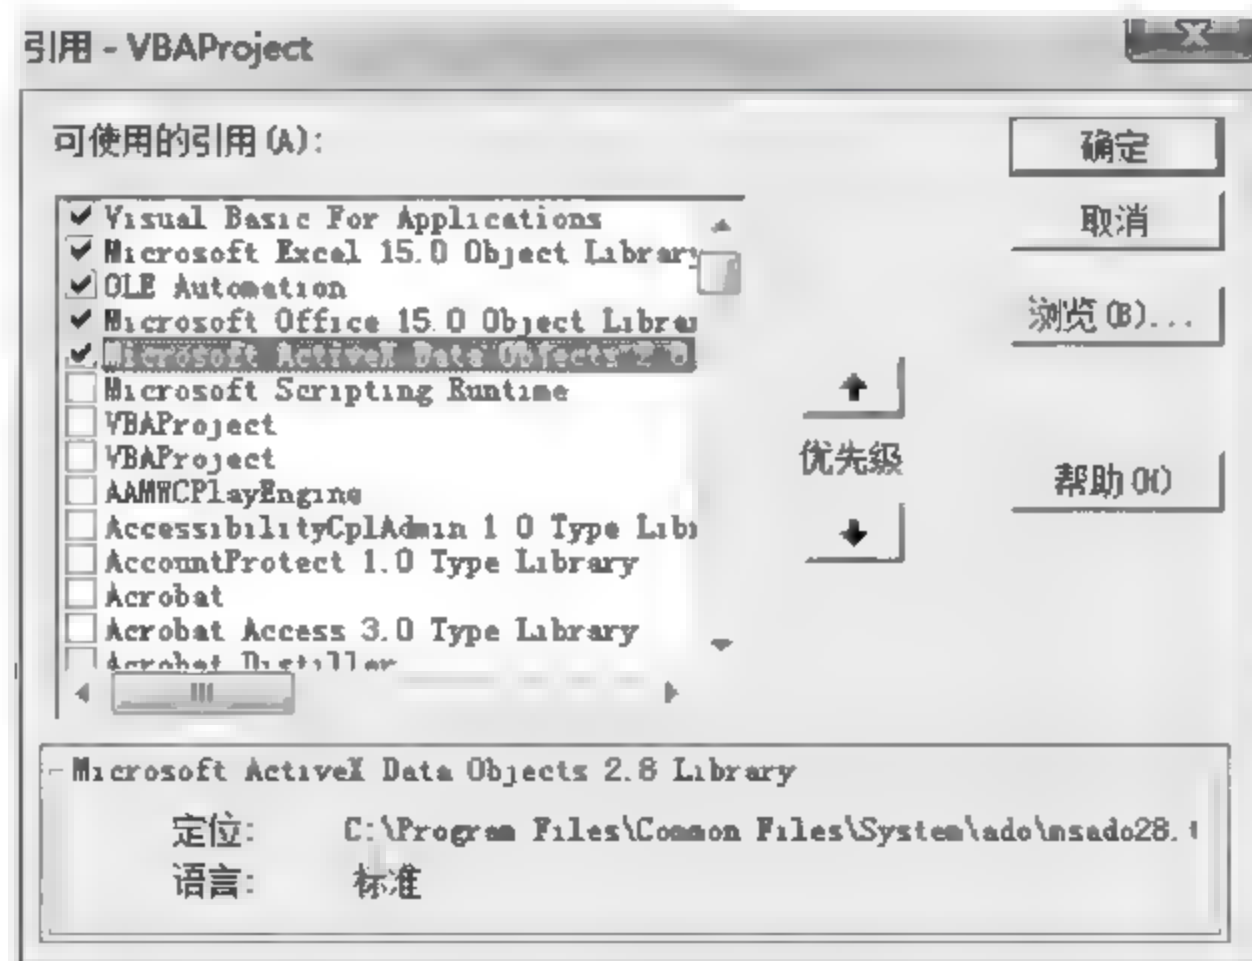 引用 - VBAProject
可使用的引用(A):
确定
Visual Basic For Applications
取消
Microsoft Excel 15.0 Object Library
OLE Automation
浏览(B)...
Microsoft Office 15.0 Object Librar
Microsoft ActiveX Data Objects 2 8
Microsoft Scripting Runtime
VBAProject
VBAProject
优先级
帮助(H)
AAMWCPlayEngine
AccessibilityCplAdmin 1 0 Type Libr
AccountProtect 1.0 Type Library
Acrobat
Acrobat Access 3.0 Type Library
Acrobat Distiller
Microsoft ActiveX Data Objects 2.8 Library
定位: C:\Program Files\Common Files\System\ado\msado28.t
语言: 标准